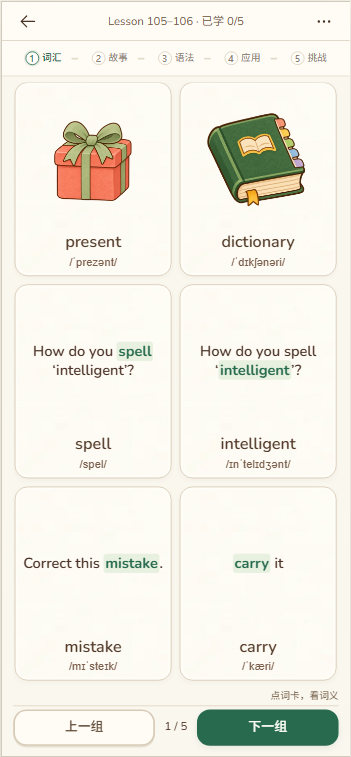 Lesson 105–106 · 已学 0/5
1 词汇 – 2 故事 – 3 语法 – 4 应用 – 5 挑战
present
/ˈprezənt/
dictionary
/ˈdɪkʃənəri/
How do you spell
‘intelligent’?
spell
/spel/
How do you spell
‘intelligent’?
intelligent
/ɪnˈtelɪdʒənt/
Correct this mistake.
mistake
/mɪˈsteɪk/
carry it
carry
/ˈkæri/
点词卡，看词义
上一组
1 / 5
下一组